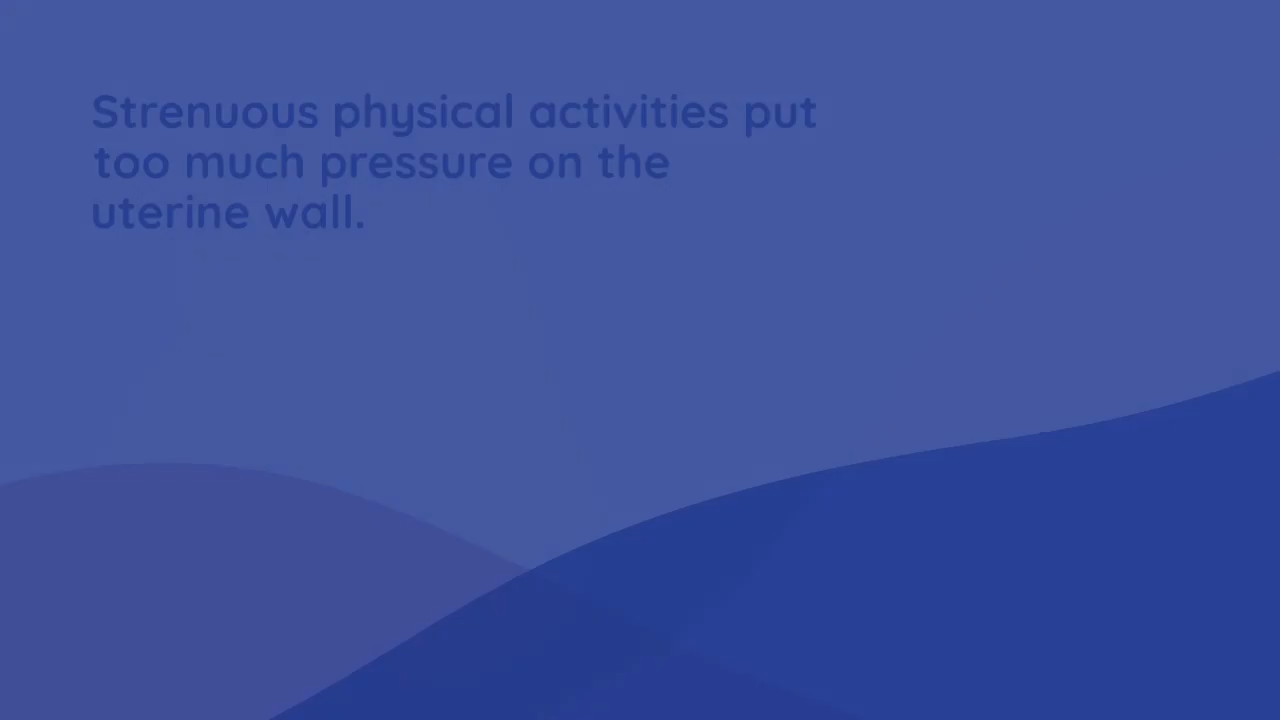 Strenuous physical activities put
too much pressure on the
uterine wall.